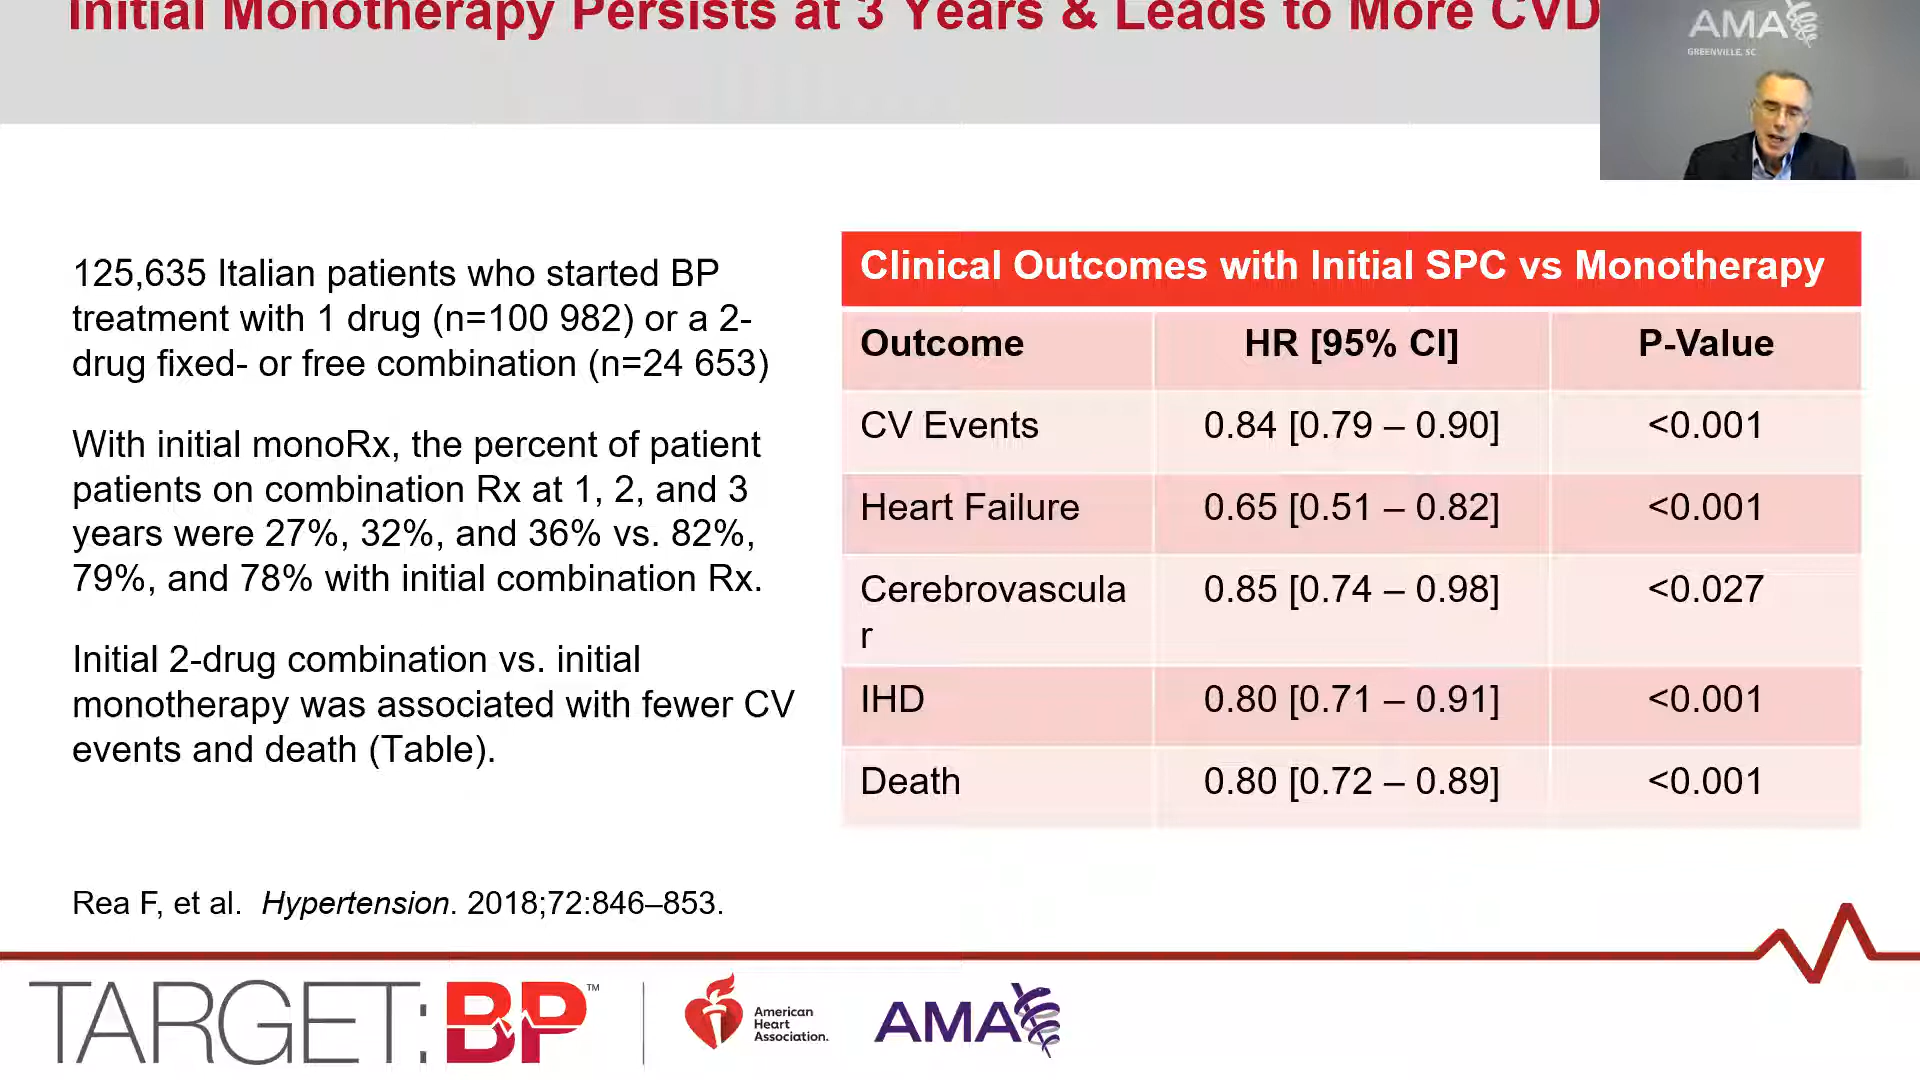 Initial Monotherapy Persists at 3 Years & Leads to More CVD
AMA
GREENVILLE, SC
125,635 Italian patients who started BP
treatment with 1 drug (n=100 982) or a 2-
drug fixed- or free combination (n=24 653)
With initial monoRx, the percent of patient
patients on combination Rx at 1, 2, and 3
years were 27%, 32%, and 36% vs. 82%,
79%, and 78% with initial combination Rx.
Initial 2-drug combination vs. initial
monotherapy was associated with fewer CV
events and death (Table).
Clinical Outcomes with Initial SPC vs Monotherapy
Outcome HR [95% CI] P-Value
CV Events 0.84 [0.79 – 0.90] <0.001
Heart Failure 0.65 [0.51 – 0.82] <0.001
Cerebrovascula 0.85 [0.74 – 0.98] <0.027
r
IHD 0.80 [0.71 – 0.91] <0.001
Death 0.80 [0.72 – 0.89] <0.001
Rea F, et al. Hypertension. 2018;72:846–853.
TARGET:BP™
American
Heart
Association.
AMA